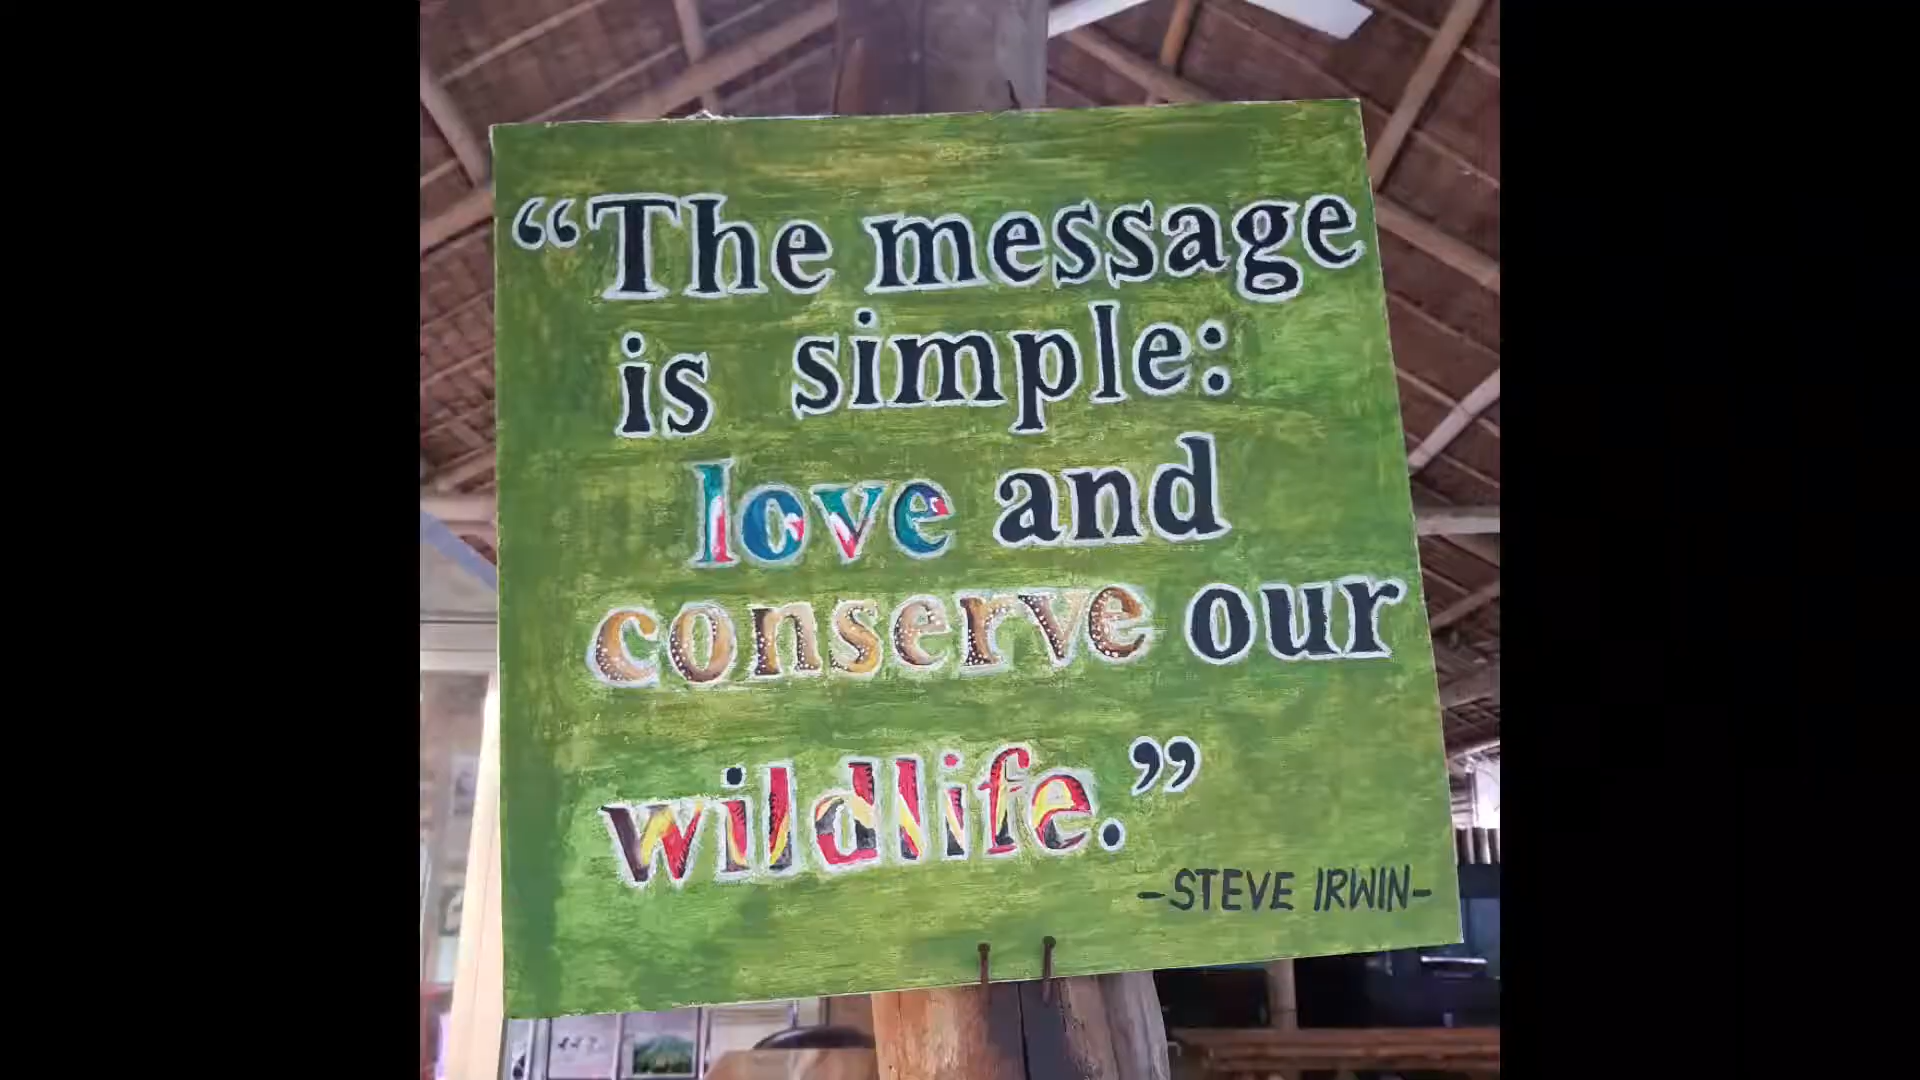 “The message
is simple:
love and
conserve our
wildlife.”
-STEVE IRWIN-